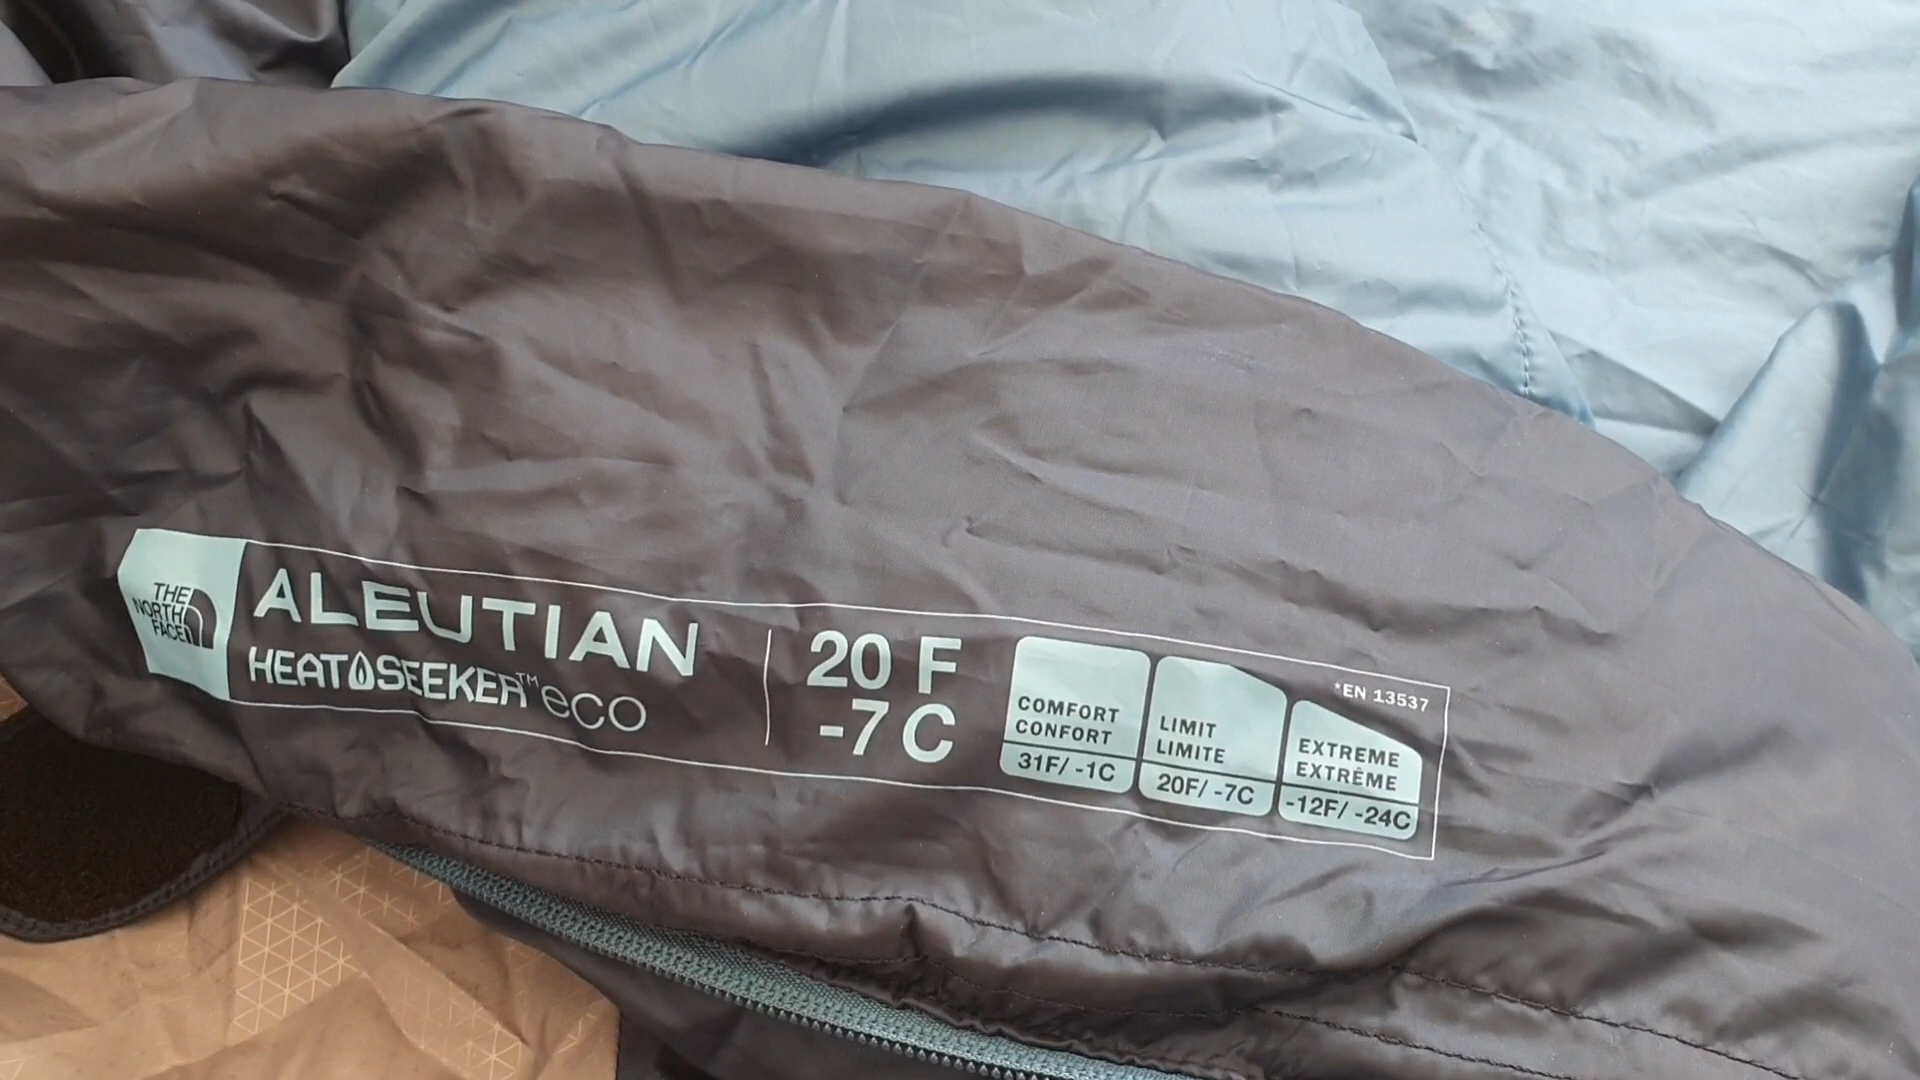 THE
NORTH
FACE
ALEUTIAN
HEATSEEKER™ eco
20 F
-7 C
COMFORT
CONFORT
31F/ -1C
LIMIT
LIMITE
20F/ -7C
EXTREME
EXTRÊME
-12F/ -24C
*EN 13537